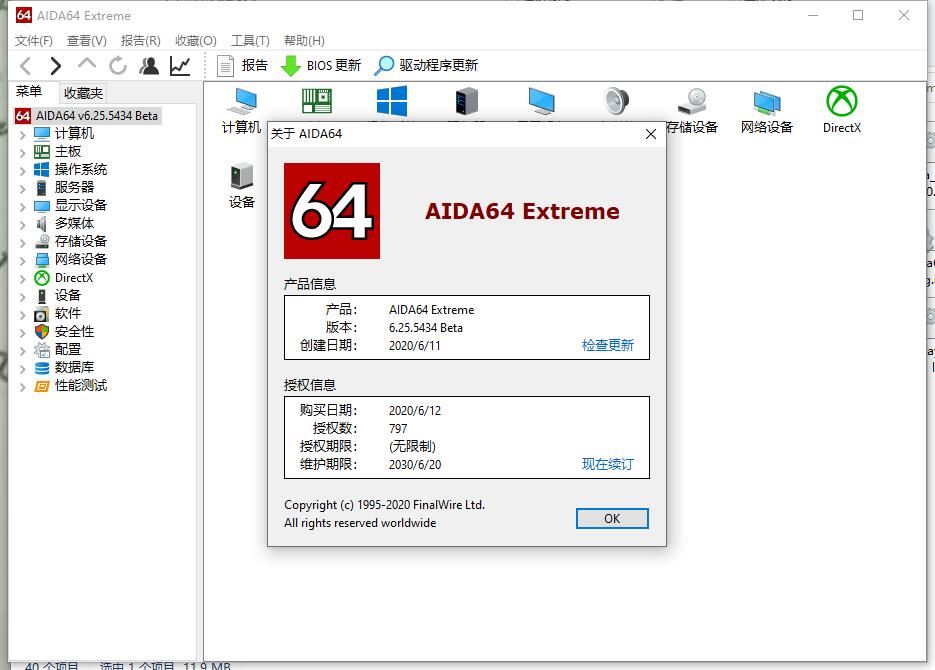 64 AIDA64 Extreme
文件(F) 查看(V) 报告(R) 收藏(O) 工具(T) 帮助(H)
报告 BIOS 更新 驱动程序更新
菜单 收藏夹
64 AIDA64 v6.25.5434 Beta
计算机
主板
操作系统
服务器
显示设备
多媒体
存储设备
网络设备
DirectX
设备
软件
安全性
配置
数据库
性能测试
计算机
存储设备 网络设备 DirectX
设备
关于 AIDA64
64
AIDA64 Extreme
产品信息
产品： AIDA64 Extreme
版本： 6.25.5434 Beta
创建日期： 2020/6/11 检查更新
授权信息
购买日期： 2020/6/12
授权数： 797
授权期限： (无限制)
维护期限： 2030/6/20 现在续订
Copyright (c) 1995-2020 FinalWire Ltd.
All rights reserved worldwide
OK
40 个项目 选中 1 个项目 11.9 MB